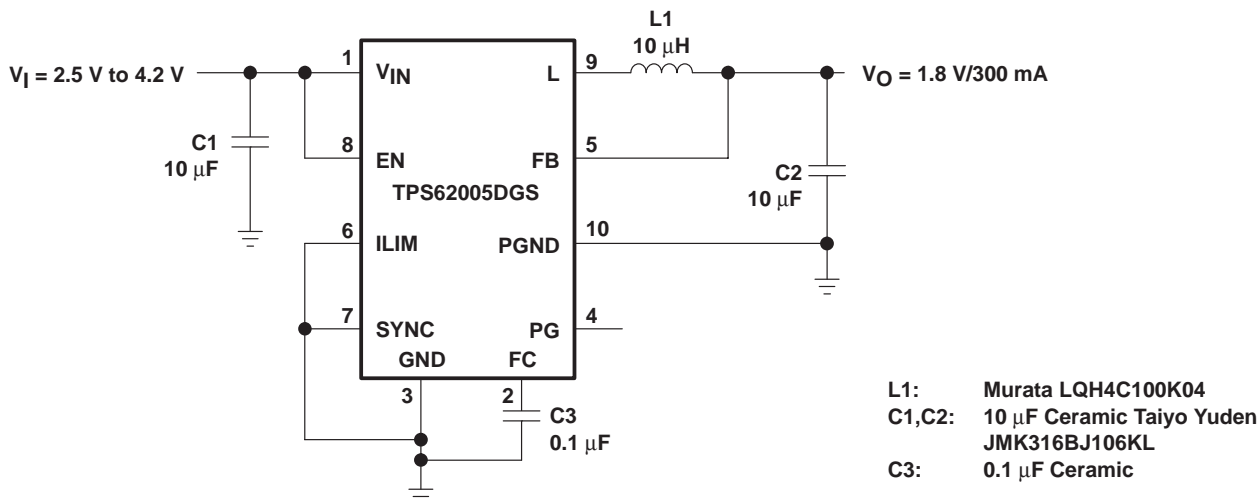 L1
10 μH
1
9
VI = 2.5 V to 4.2 V
VIN
L
VO = 1.8 V/300 mA
C1
10 μF
8
EN
FB
5
C2
10 μF
TPS62005DGS
6
ILIM
PGND
10
7
SYNC
PG
4
GND
FC
3
2
C3
0.1 μF
L1: Murata LQH4C100K04
C1,C2: 10 μF Ceramic Taiyo Yuden
JMK316BJ106KL
C3: 0.1 μF Ceramic